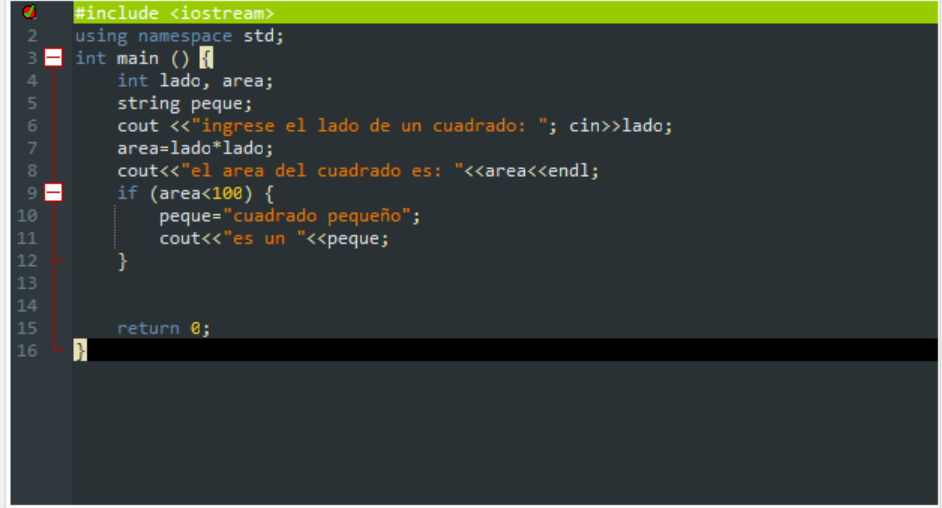 #include <iostream>
2 using namespace std;
3 int main () {
4 int lado, area;
5 string peque;
6 cout <<"ingrese el lado de un cuadrado: "; cin>>lado;
7 area=lado*lado;
8 cout<<"el area del cuadrado es: "<<area<<endl;
9 if (area<100) {
10 peque="cuadrado pequeño";
11 cout<<"es un "<<peque;
12 }
13
14
15 return 0;
16 }